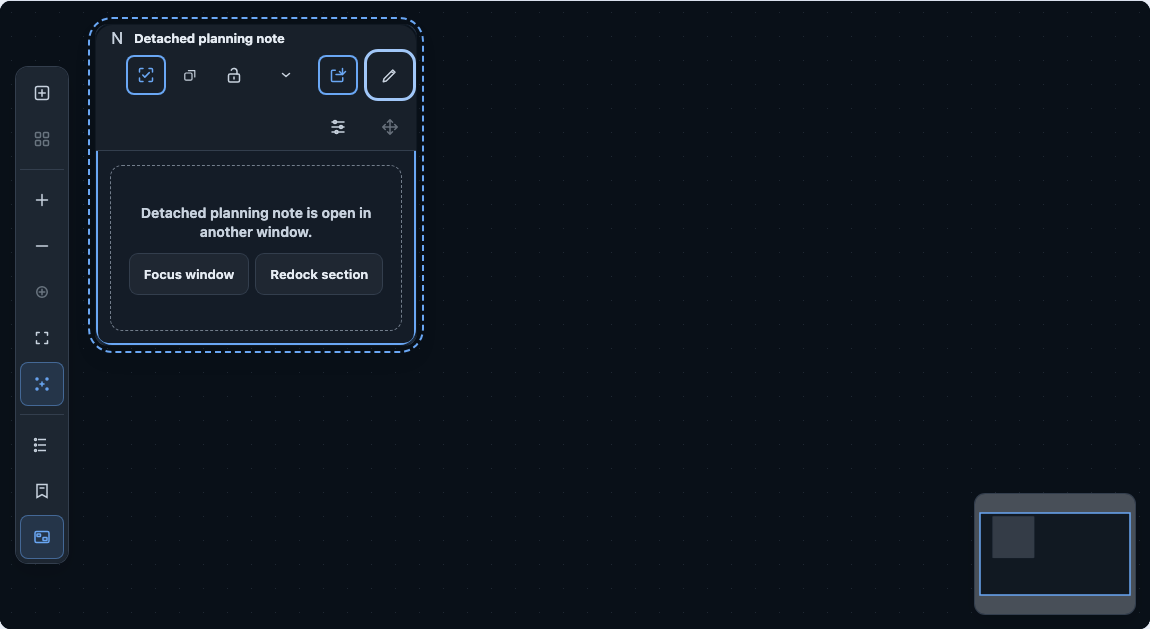 N Detached planning note
Detached planning note is open in
another window.
Focus window Redock section